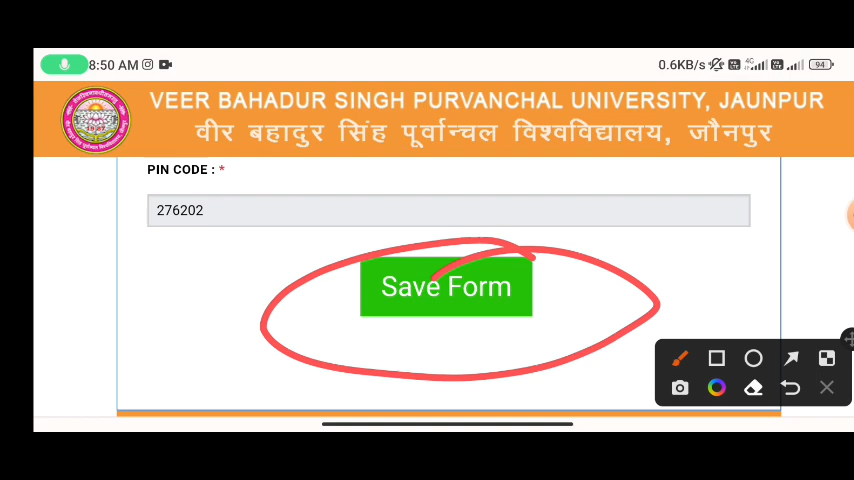 8:50 AM
0.6KB/s 4G 94
VEER BAHADUR SINGH PURVANCHAL UNIVERSITY, JAUNPUR
वीर बहादुर सिंह पूर्वान्चल विश्वविद्यालय, जौनपुर
PIN CODE : *
276202
Save Form